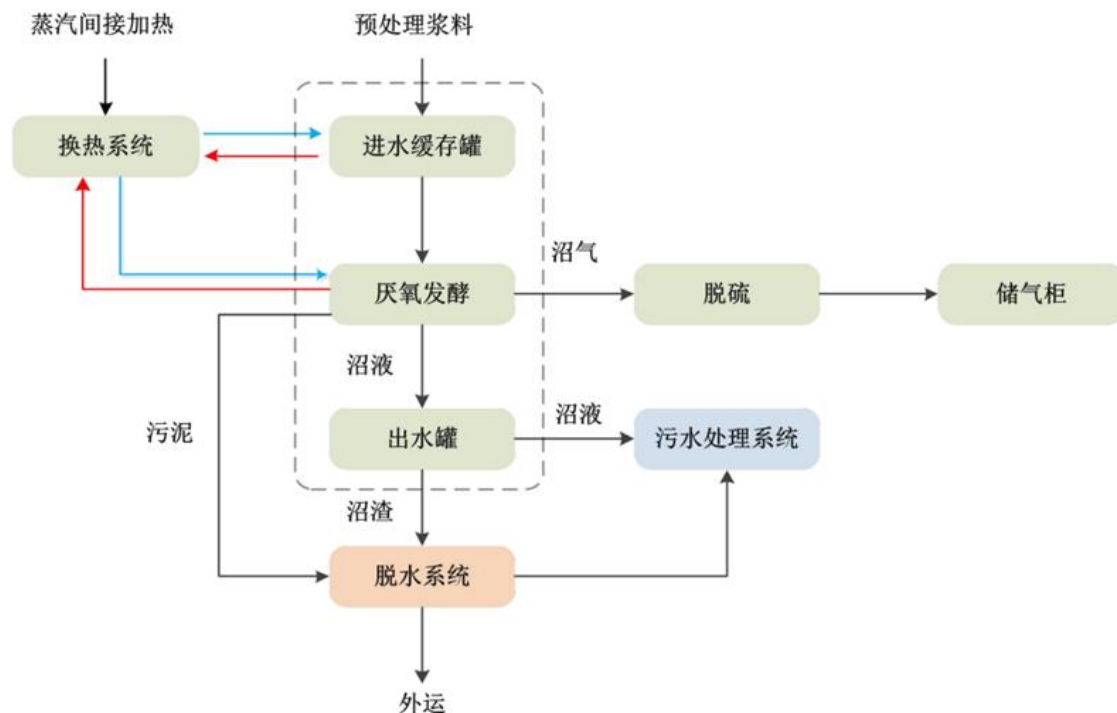 蒸汽间接加热
预处理浆料
换热系统
进水缓存罐
沼气
厌氧发酵
脱硫
储气柜
沼液
沼液
污泥
出水罐
污水处理系统
沼渣
脱水系统
外运